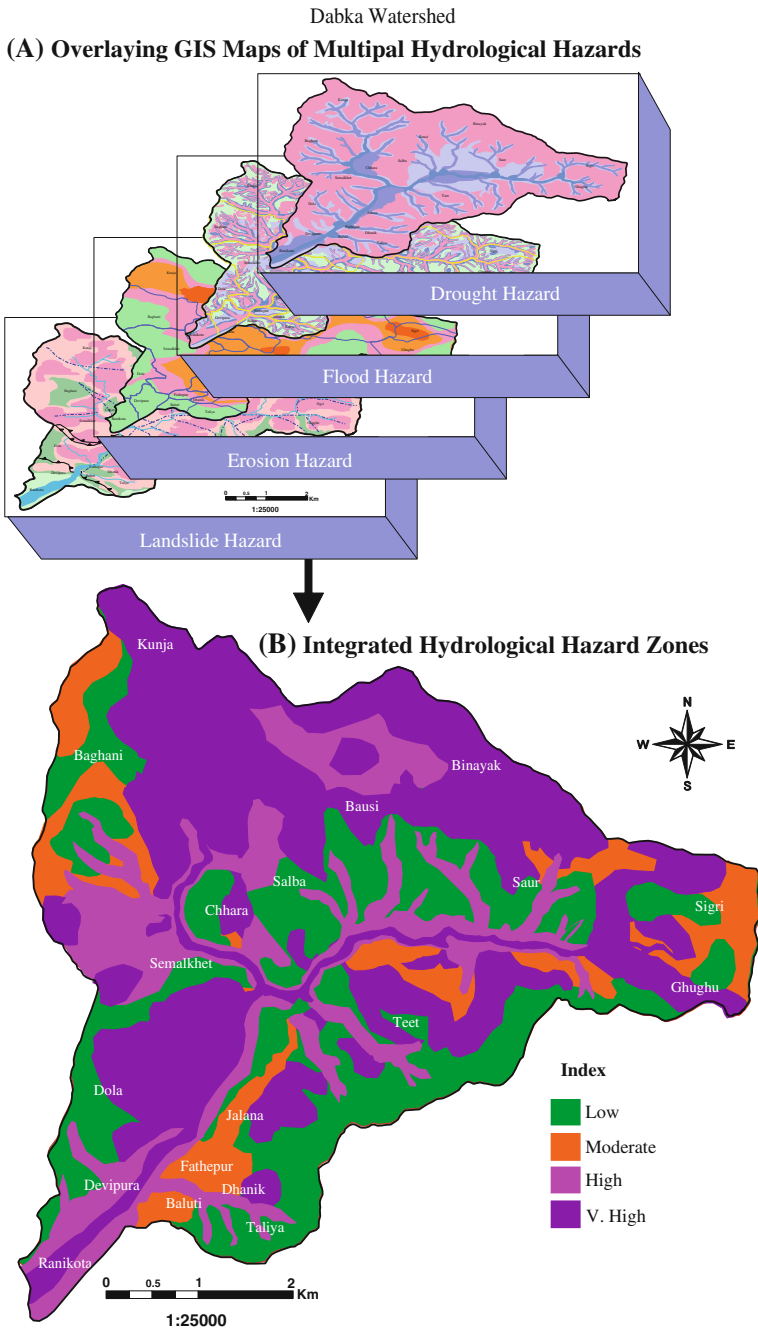 Dabka Watershed
(A) Overlaying GIS Maps of Multipal Hydrological Hazards
Drought Hazard
Flood Hazard
Erosion Hazard
0 0.5 1 2
Km
1:25000
Landslide Hazard
(B) Integrated Hydrological Hazard Zones
Kunja
N
W E
S
Baghani
Binayak
Bausi
Salba
Saur
Chhara
Sigri
Semalkhet
Ghughu
Teet
Index
Dola
Low
Jalana
Moderate
Fathepur
High
Devipura
Dhanik
Baluti
V. High
Taliya
Ranikota
0 0.5 1 2
Km
1:25000